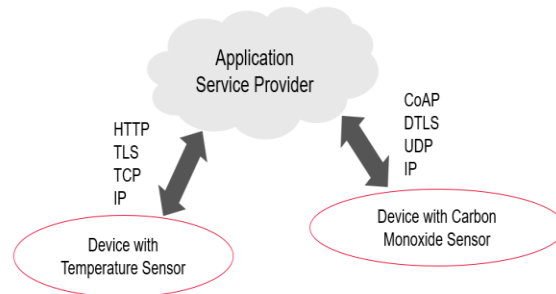 Application
Service Provider
HTTP
TLS
TCP
IP
CoAP
DTLS
UDP
IP
Device with
Temperature Sensor
Device with Carbon
Monoxide Sensor